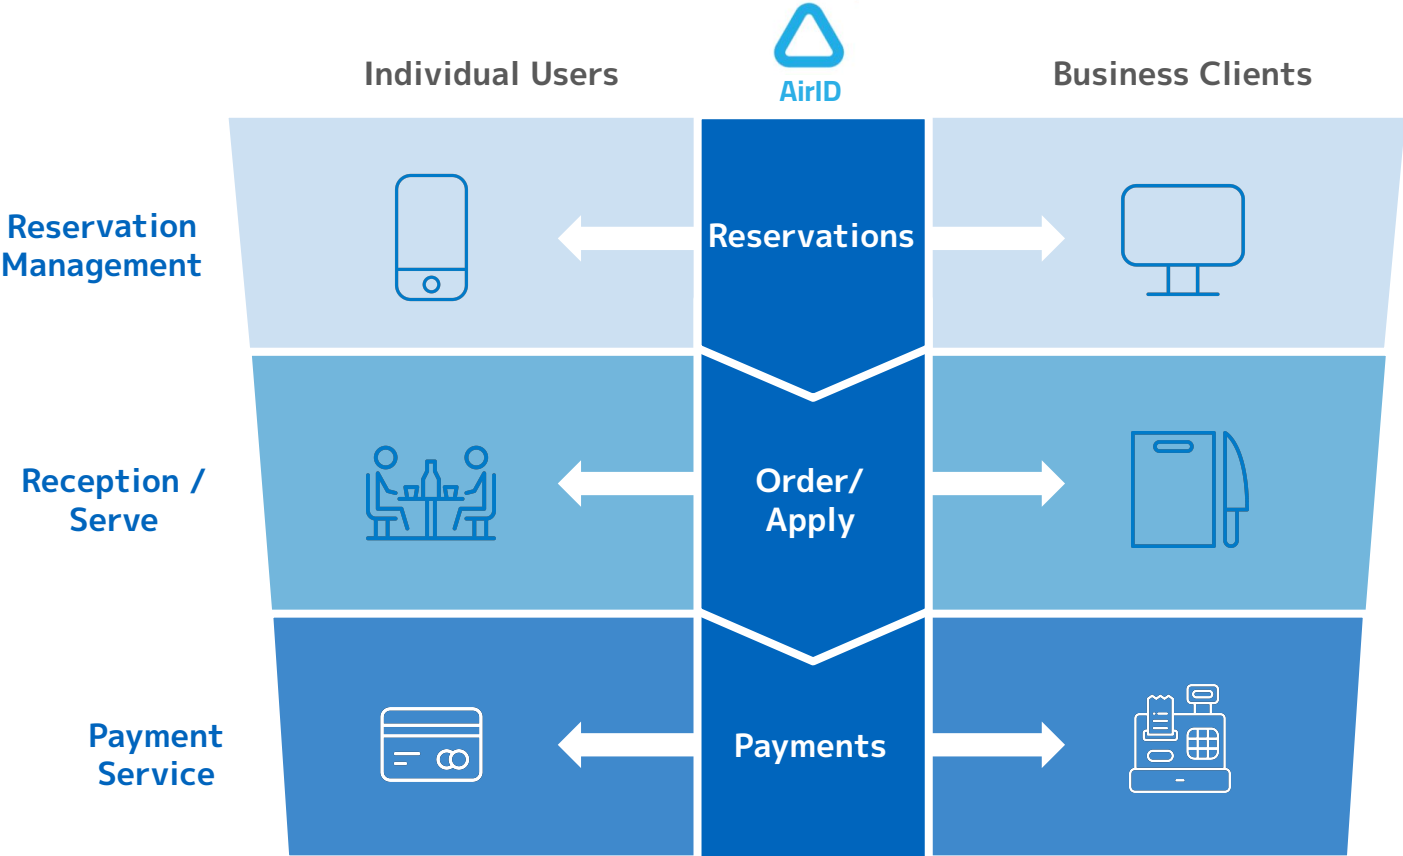 Individual Users
AirID
Business Clients
Reservation
Management
Reservations
Reception /
Serve
Order/
Apply
Payment
Service
Payments